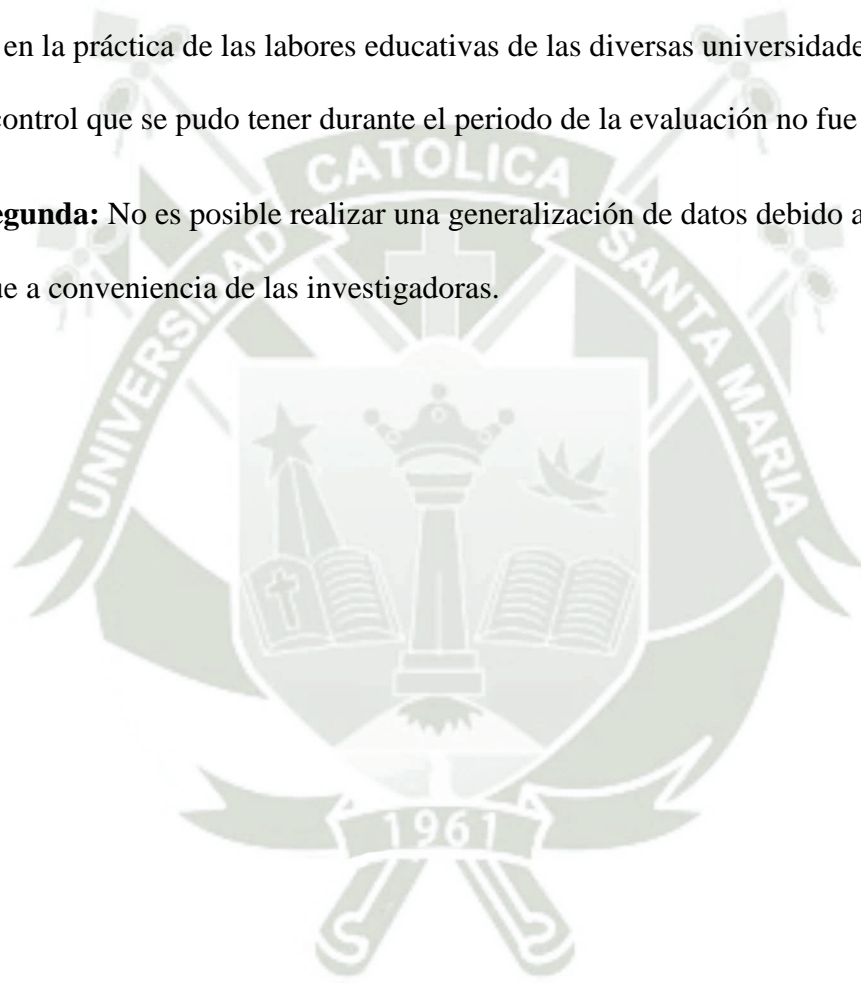 en la práctica de las labores educativas de las diversas universidade
control que se pudo tener durante el periodo de la evaluación no fue
egunda: No es posible realizar una generalización de datos debido a
ue a conveniencia de las investigadoras.
UNIVERSIDAD CATOLICA SANTA MARIA
1961